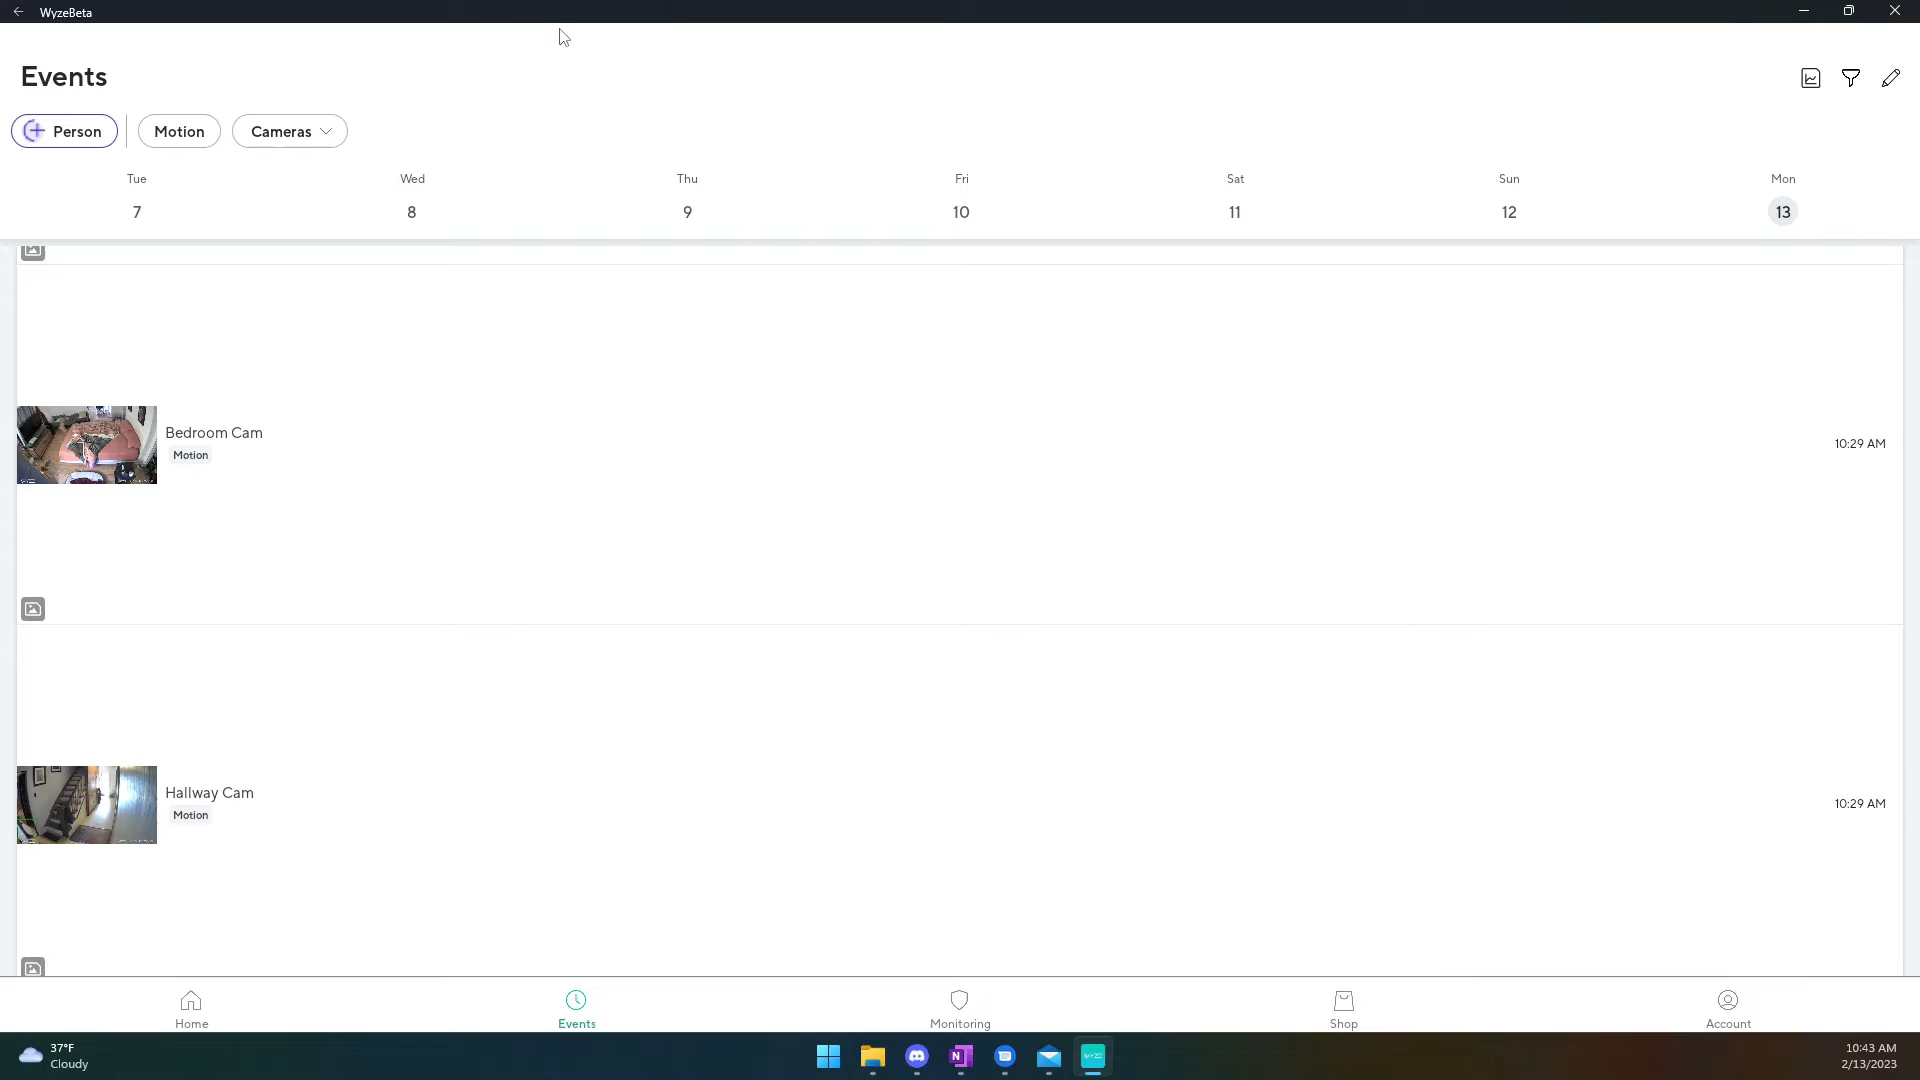 WyzeBeta
Events
Person
Motion
Cameras
Tue Wed Thu Fri Sat Sun Mon
7 8 9 10 11 12 13
Bedroom Cam
Motion
10:29 AM
Hallway Cam
Motion
10:29 AM
Home Events Monitoring Shop Account
37°F
Cloudy
WYZE
10:43 AM
2/13/2023